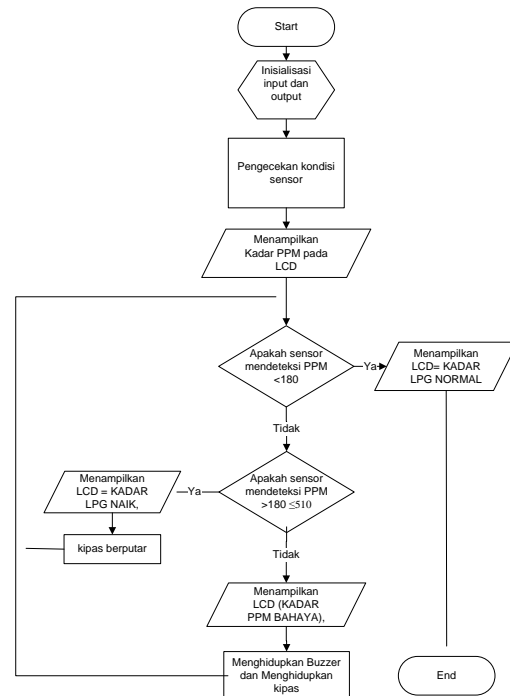 Start
Inisialisasi
input dan
output
Pengecekan kondisi
sensor
Menampilkan
Kadar PPM pada
LCD
Apakah sensor
mendeteksi PPM
<180
Ya
Menampilkan
LCD= KADAR
LPG NORMAL
Tidak
Apakah sensor
mendeteksi PPM
>180 ≤510
Ya
Menampilkan
LCD = KADAR
LPG NAIK,
kipas berputar
Tidak
Menampilkan
LCD (KADAR
PPM BAHAYA),
Menghidupkan Buzzer
dan Menghidupkan
kipas
End